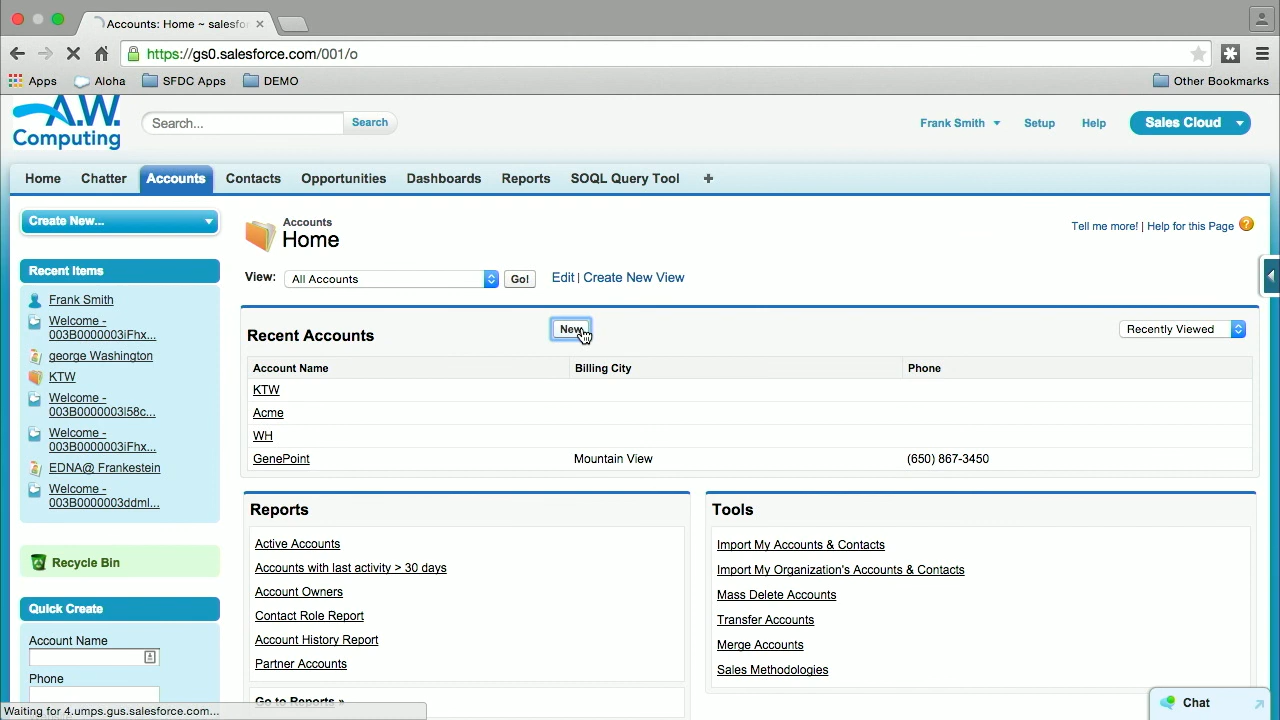 Accounts: Home ~ salesfor
https://gs0.salesforce.com/001/o
Apps
Aloha
SFDC Apps
DEMO
Other Bookmarks
A.W.
Computing
Search...
Search
Frank Smith
Setup
Help
Sales Cloud
Home
Chatter
Accounts
Contacts
Opportunities
Dashboards
Reports
SOQL Query Tool
+
Create New...
Accounts
Home
Tell me more! | Help for this Page ?
View:
All Accounts
Go!
Edit | Create New View
Recent Items
Frank Smith
Welcome -
003B0000003iFhx...
george Washington
KTW
Welcome -
003B0000003l58c...
Welcome -
003B0000003iFhx...
EDNA@ Frankestein
Welcome -
003B0000003ddml...
Recycle Bin
Quick Create
Account Name
Phone
Recent Accounts
New
Recently Viewed
Account Name
Billing City
Phone
KTW
Acme
WH
GenePoint
Mountain View
(650) 867-3450
Reports
Active Accounts
Accounts with last activity > 30 days
Account Owners
Contact Role Report
Account History Report
Partner Accounts
Go to Reports »
Tools
Import My Accounts & Contacts
Import My Organization's Accounts & Contacts
Mass Delete Accounts
Transfer Accounts
Merge Accounts
Sales Methodologies
Waiting for 4.umps.gus.salesforce.com...
Chat